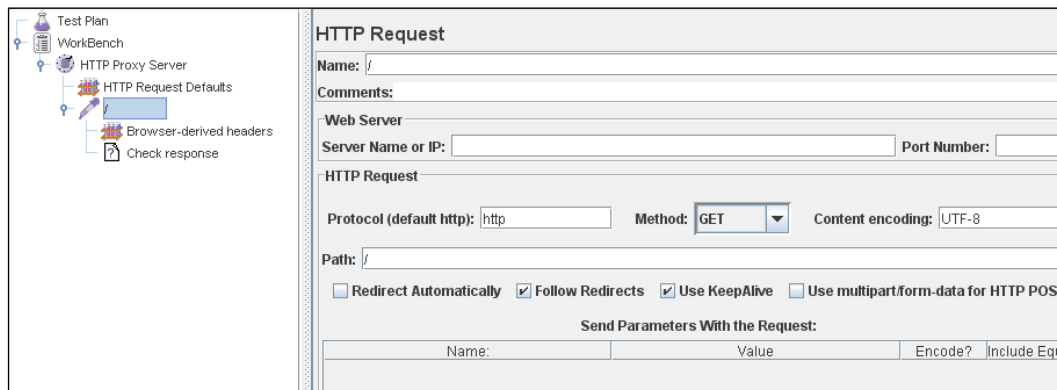 Test Plan
WorkBench
HTTP Proxy Server
HTTP Request Defaults
/
Browser-derived headers
Check response
HTTP Request
Name: /
Comments:
Web Server
Server Name or IP: Port Number:
HTTP Request
Protocol (default http): http Method: GET Content encoding: UTF-8
Path: /
Redirect Automatically Follow Redirects Use KeepAlive Use multipart/form-data for HTTP POS
Send Parameters With the Request:
Name: Value Encode? Include Equ